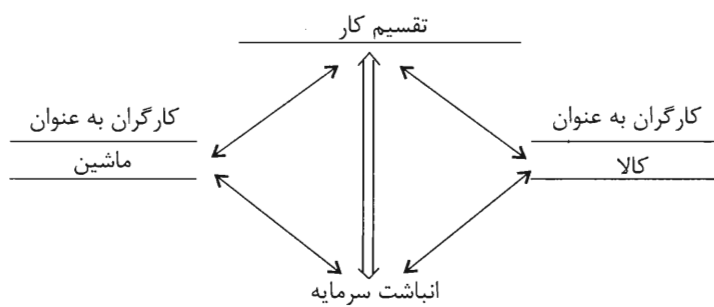 تقسیم کار
کارگران به عنوان
کالا
کارگران به عنوان
ماشین
انباشت سرمایه